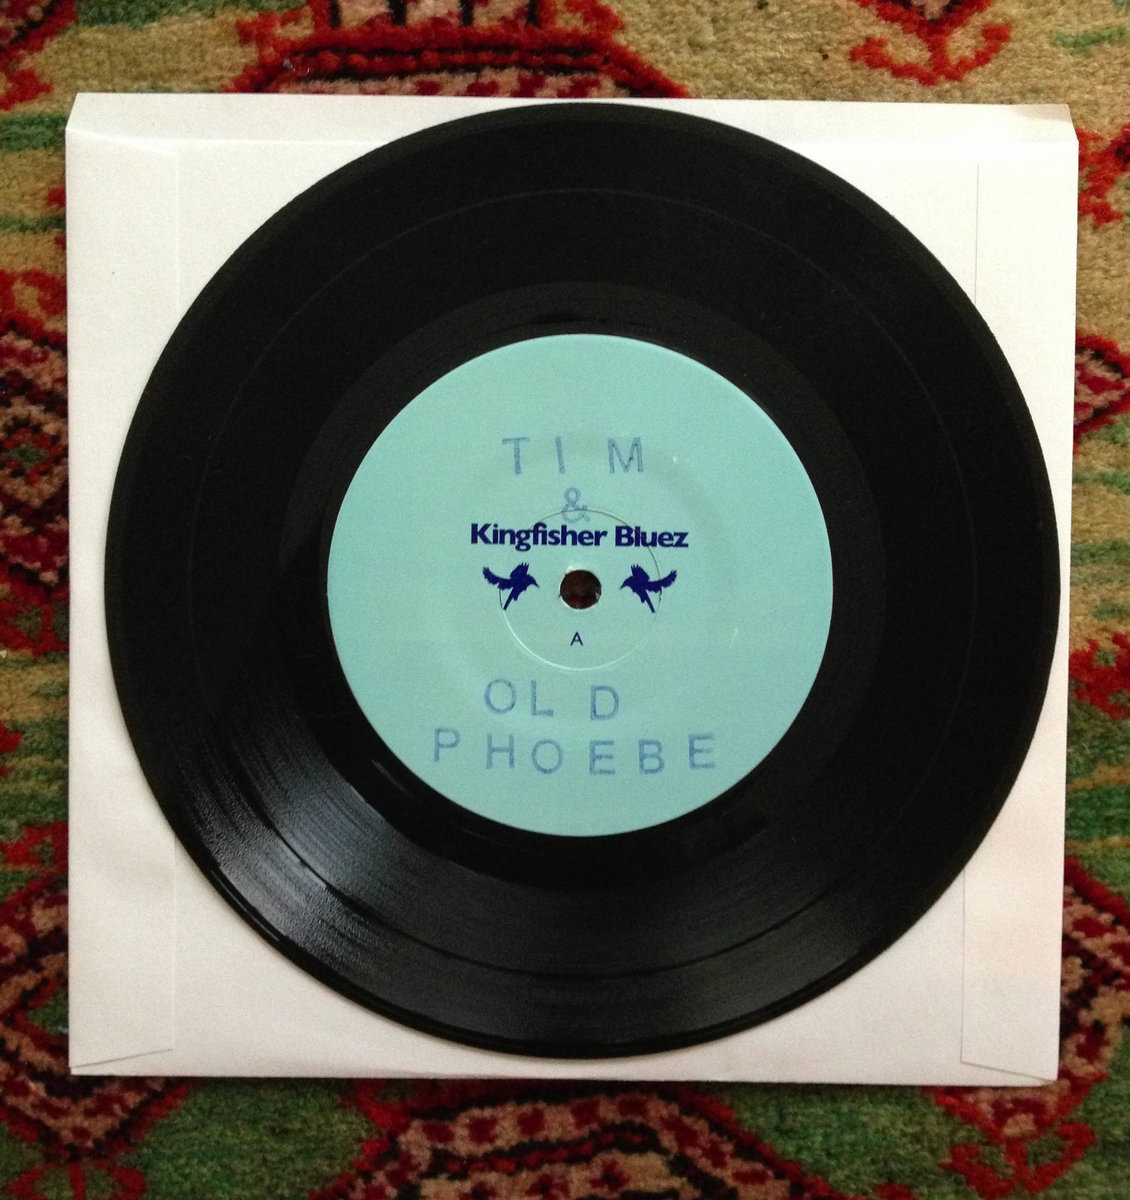 TIM
&
Kingfisher Bluez
A
OLD
PHOEBE